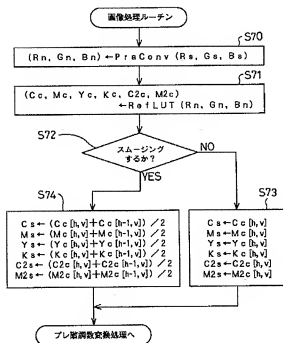 画像処理ルーチン
S70
(Rn, Gn, Bn) ←PraConv (Rs, Gs, Bs)
S71
(Cc, Mc, Yc, Kc, C2c, M2c)
←RefLUT (Rn, Gn, Bn)
S72
スムージング
するか?
NO
YES
S74
S73
Cs← (Cc [h,v] +Cc [h-1,v]) /2
Ms← (Mc [h,v] +Mc [h-1,v]) /2
Ys← (Yc [h,v] +Yc [h-1,v]) /2
Ks← (Kc [h,v] +Kc [h-1,v]) /2
C2s← (C2c [h,v] +C2c [h-1,v]) /2
M2s← (M2c [h,v] +M2c [h-1,v]) /2
Cs←Cc [h,v]
Ms←Mc [h,v]
Ys←Yc [h,v]
Ks←Kc [h,v]
C2s←C2c [h,v]
M2s←M2c [h,v]
プレ階調数変換処理へ